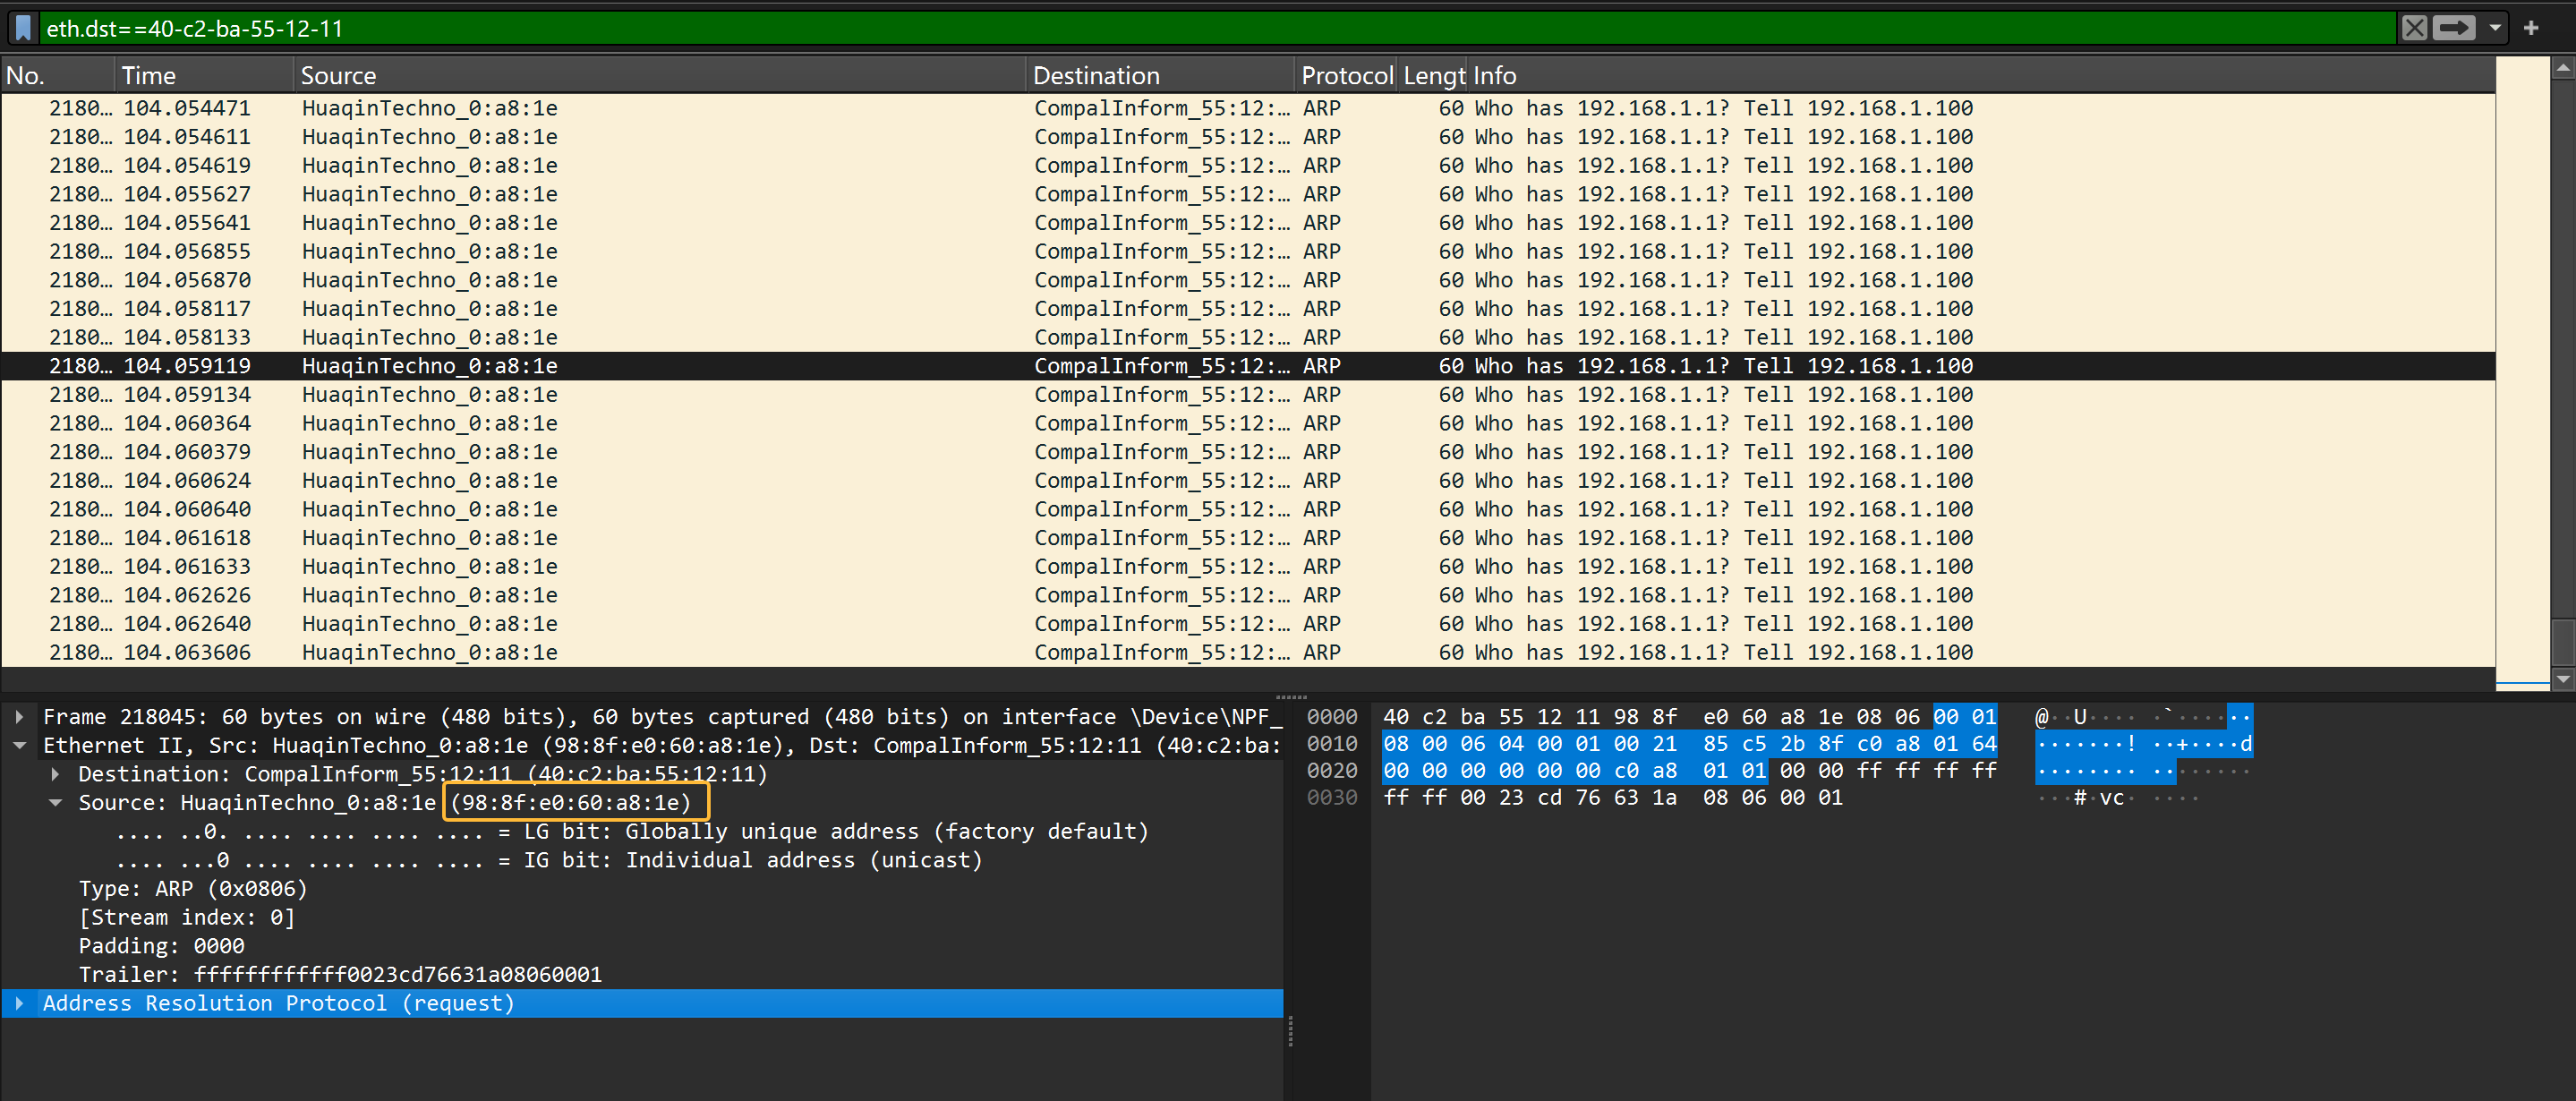 eth.dst==40-c2-ba-55-12-11
No. Time Source Destination Protocol Lengt Info
2180… 104.054471 HuaqinTechno_0:a8:1e CompalInform_55:12:… ARP 60 Who has 192.168.1.1? Tell 192.168.1.100
2180… 104.054611 HuaqinTechno_0:a8:1e CompalInform_55:12:… ARP 60 Who has 192.168.1.1? Tell 192.168.1.100
2180… 104.054619 HuaqinTechno_0:a8:1e CompalInform_55:12:… ARP 60 Who has 192.168.1.1? Tell 192.168.1.100
2180… 104.055627 HuaqinTechno_0:a8:1e CompalInform_55:12:… ARP 60 Who has 192.168.1.1? Tell 192.168.1.100
2180… 104.055641 HuaqinTechno_0:a8:1e CompalInform_55:12:… ARP 60 Who has 192.168.1.1? Tell 192.168.1.100
2180… 104.056855 HuaqinTechno_0:a8:1e CompalInform_55:12:… ARP 60 Who has 192.168.1.1? Tell 192.168.1.100
2180… 104.056870 HuaqinTechno_0:a8:1e CompalInform_55:12:… ARP 60 Who has 192.168.1.1? Tell 192.168.1.100
2180… 104.058117 HuaqinTechno_0:a8:1e CompalInform_55:12:… ARP 60 Who has 192.168.1.1? Tell 192.168.1.100
2180… 104.058133 HuaqinTechno_0:a8:1e CompalInform_55:12:… ARP 60 Who has 192.168.1.1? Tell 192.168.1.100
2180… 104.059119 HuaqinTechno_0:a8:1e CompalInform_55:12:… ARP 60 Who has 192.168.1.1? Tell 192.168.1.100
2180… 104.059134 HuaqinTechno_0:a8:1e CompalInform_55:12:… ARP 60 Who has 192.168.1.1? Tell 192.168.1.100
2180… 104.060364 HuaqinTechno_0:a8:1e CompalInform_55:12:… ARP 60 Who has 192.168.1.1? Tell 192.168.1.100
2180… 104.060379 HuaqinTechno_0:a8:1e CompalInform_55:12:… ARP 60 Who has 192.168.1.1? Tell 192.168.1.100
2180… 104.060624 HuaqinTechno_0:a8:1e CompalInform_55:12:… ARP 60 Who has 192.168.1.1? Tell 192.168.1.100
2180… 104.060640 HuaqinTechno_0:a8:1e CompalInform_55:12:… ARP 60 Who has 192.168.1.1? Tell 192.168.1.100
2180… 104.061618 HuaqinTechno_0:a8:1e CompalInform_55:12:… ARP 60 Who has 192.168.1.1? Tell 192.168.1.100
2180… 104.061633 HuaqinTechno_0:a8:1e CompalInform_55:12:… ARP 60 Who has 192.168.1.1? Tell 192.168.1.100
2180… 104.062626 HuaqinTechno_0:a8:1e CompalInform_55:12:… ARP 60 Who has 192.168.1.1? Tell 192.168.1.100
2180… 104.062640 HuaqinTechno_0:a8:1e CompalInform_55:12:… ARP 60 Who has 192.168.1.1? Tell 192.168.1.100
2180… 104.063606 HuaqinTechno_0:a8:1e CompalInform_55:12:… ARP 60 Who has 192.168.1.1? Tell 192.168.1.100
Frame 218045: 60 bytes on wire (480 bits), 60 bytes captured (480 bits) on interface \Device\NPF_
Ethernet II, Src: HuaqinTechno_0:a8:1e (98:8f:e0:60:a8:1e), Dst: CompalInform_55:12:11 (40:c2:ba:
Destination: CompalInform_55:12:11 (40:c2:ba:55:12:11)
Source: HuaqinTechno_0:a8:1e (98:8f:e0:60:a8:1e)
.... ..0. .... .... .... .... = LG bit: Globally unique address (factory default)
.... ...0 .... .... .... .... = IG bit: Individual address (unicast)
Type: ARP (0x0806)
[Stream index: 0]
Padding: 0000
Trailer: ffffffffffff0023cd76631a08060001
Address Resolution Protocol (request)
0000 40 c2 ba 55 12 11 98 8f e0 60 a8 1e 08 06 00 01 @··U···· ·`······
0010 08 00 06 04 00 01 00 21 85 c5 2b 8f c0 a8 01 64 ·······! ··+····d
0020 00 00 00 00 00 00 c0 a8 01 01 00 00 ff ff ff ff ········ ········
0030 ff ff 00 23 cd 76 63 1a 08 06 00 01 ···#·vc· ····